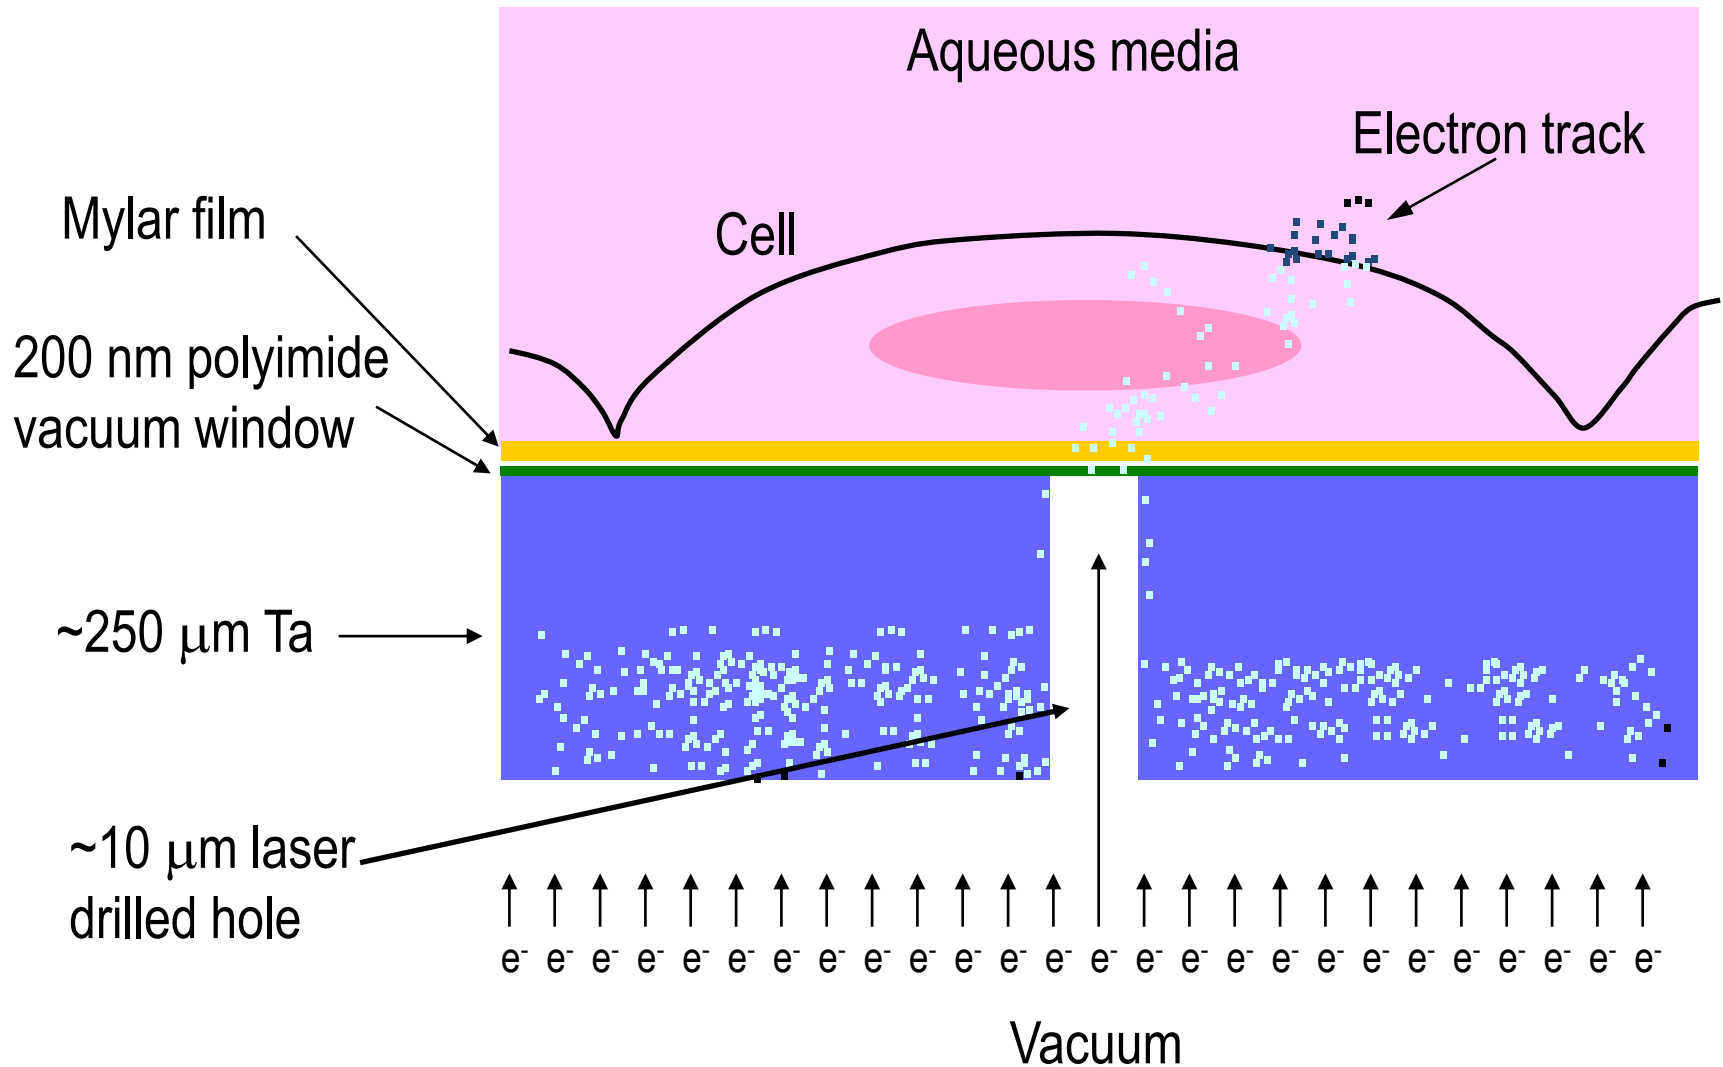 Aqueous media
Electron track
Mylar film
Cell
200 nm polyimide
vacuum window
~250 μm Ta
~10 μm laser
drilled hole
e- e- e- e- e- e- e- e- e- e- e- e- e- e- e- e- e- e- e- e- e- e- e- e- e- e-
Vacuum